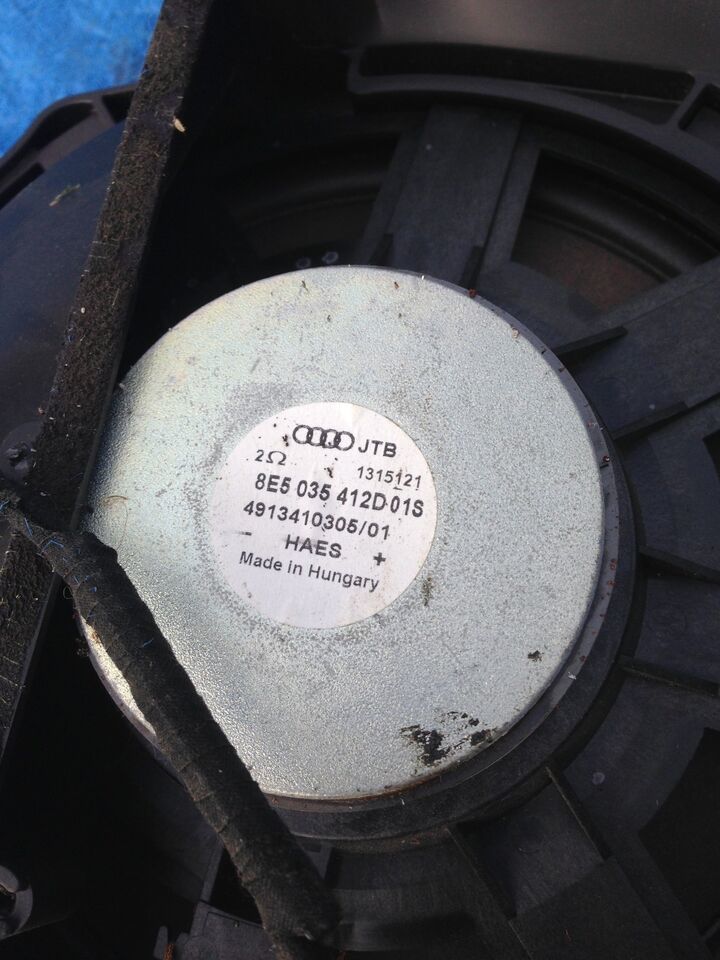 JTB
2Ω 1315121
8E5 035 412D 01S
4913410305/01
- HAES +
Made in Hungary